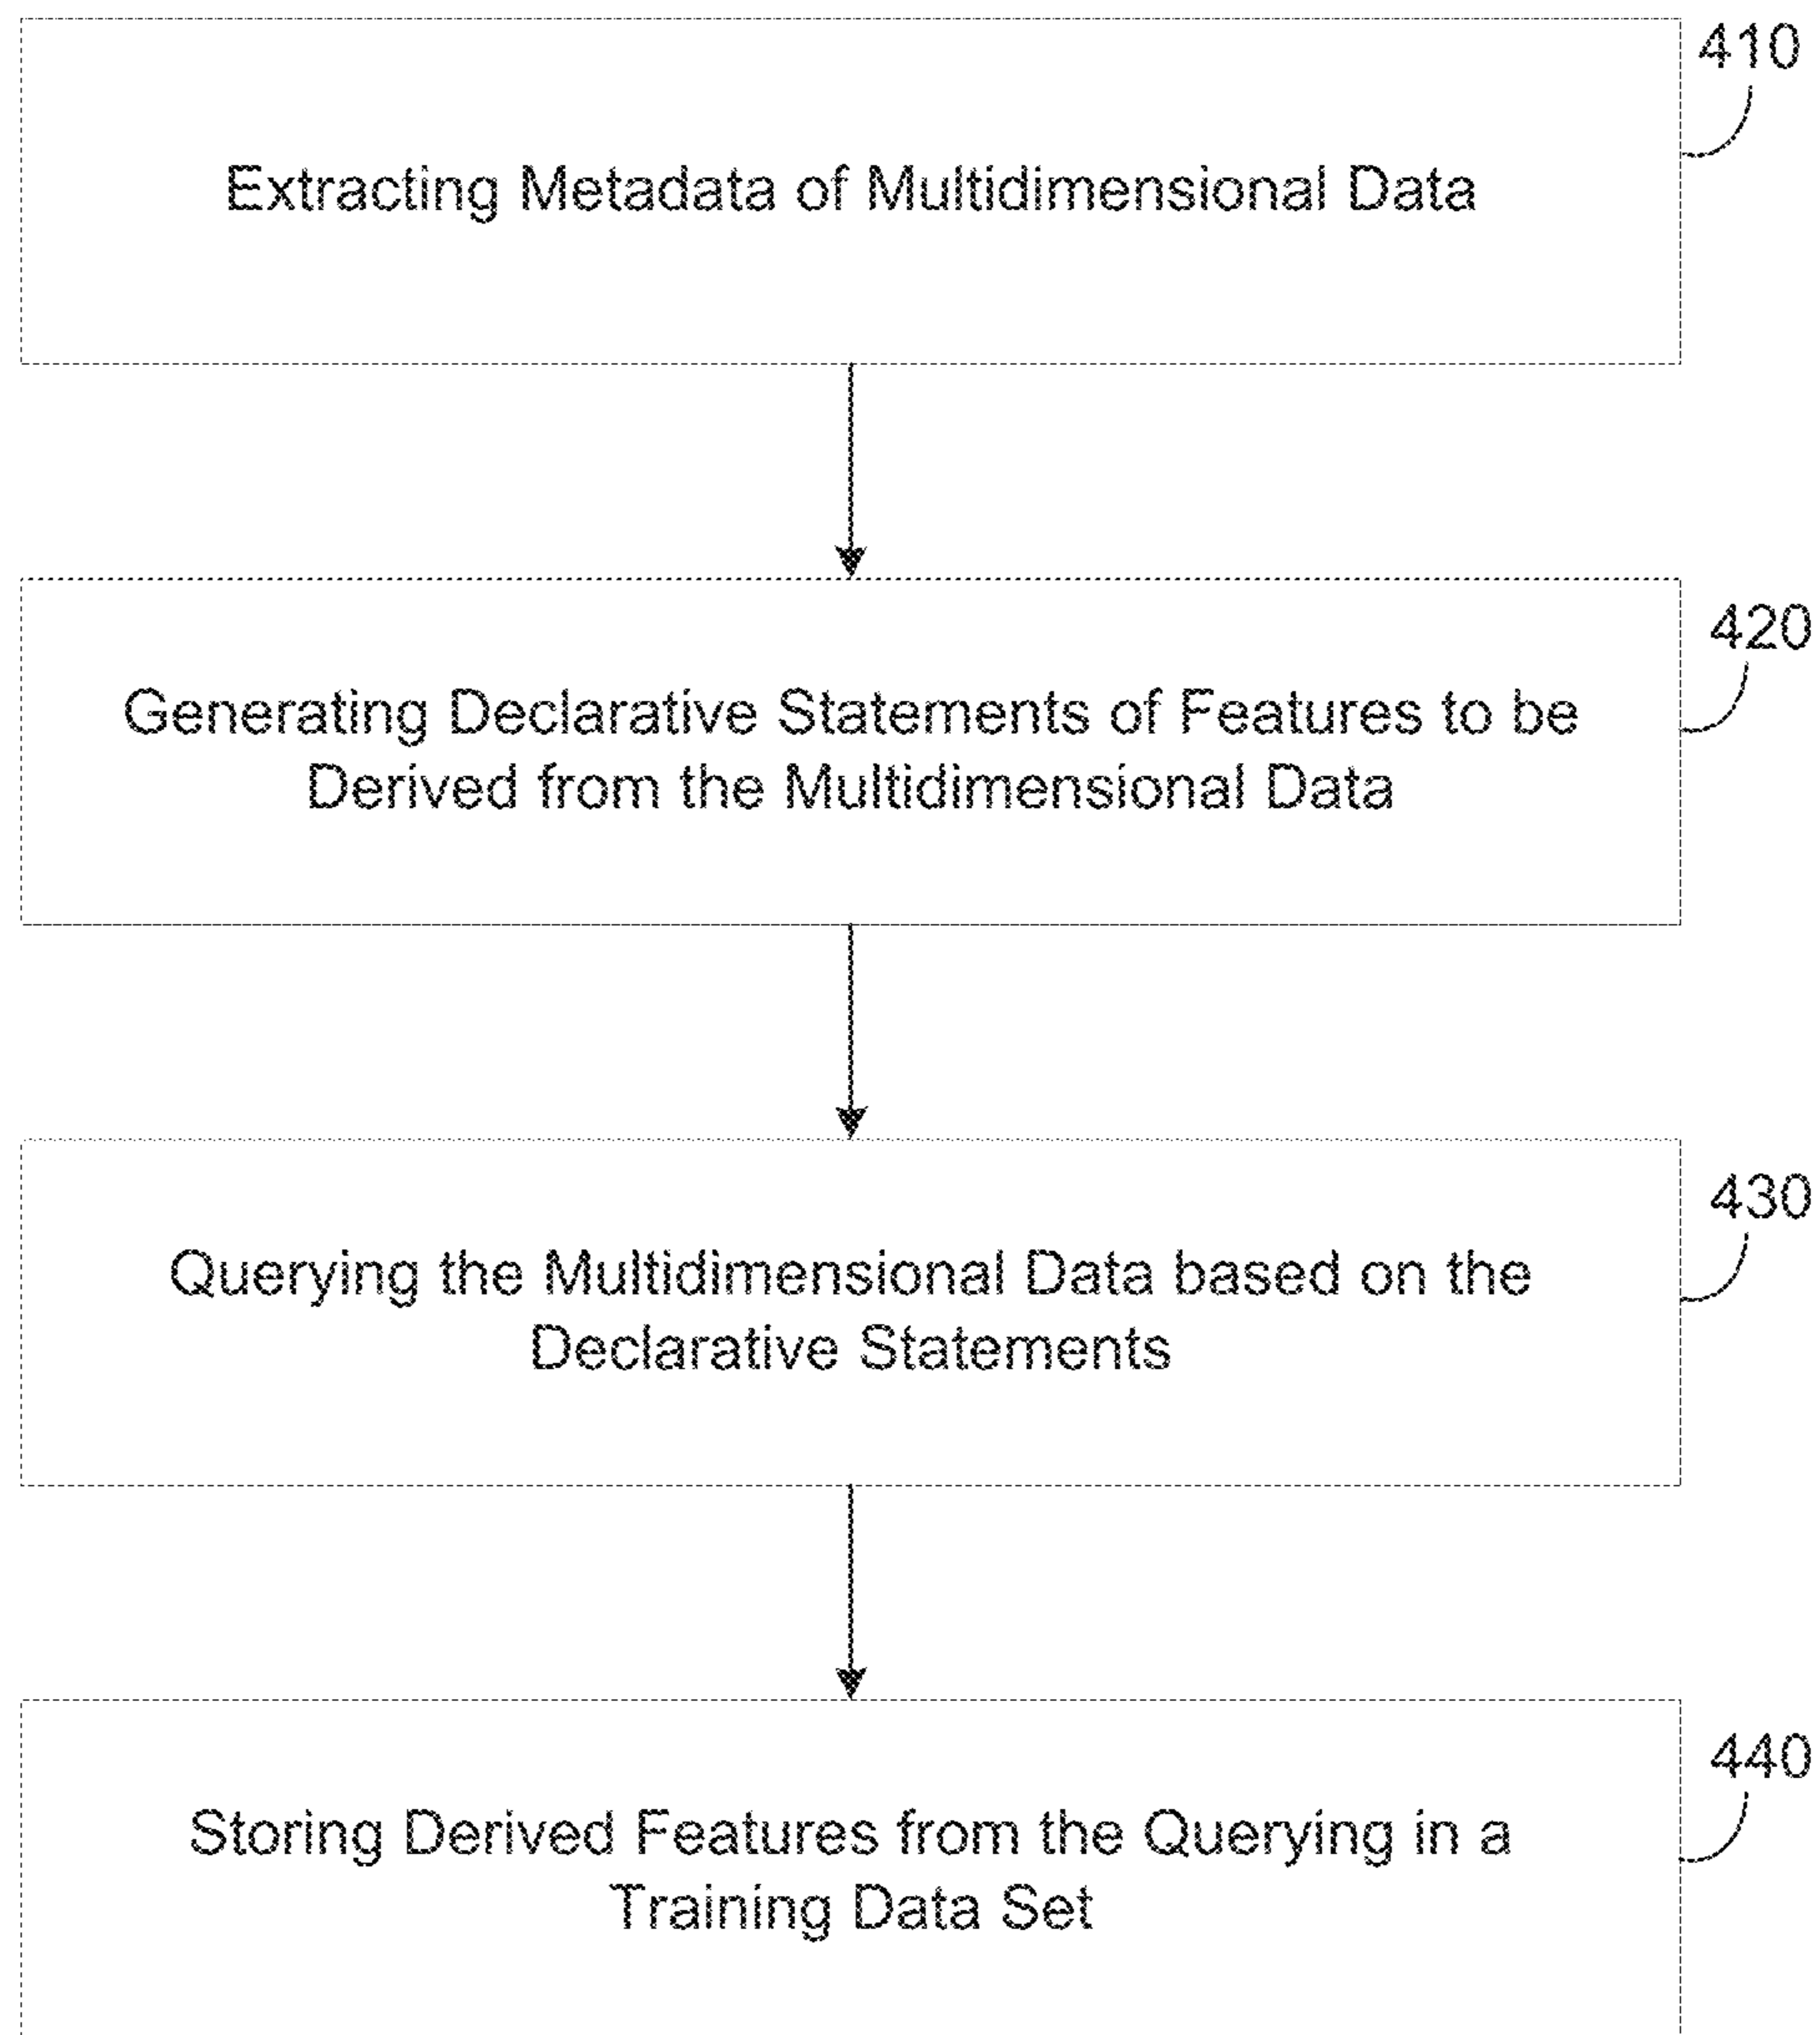 410
Extracting Metadata of Multidimensional Data
420
Generating Declarative Statements of Features to be
Derived from the Multidimensional Data
430
Querying the Multidimensional Data based on the
Declarative Statements
440
Storing Derived Features from the Querying in a
Training Data Set